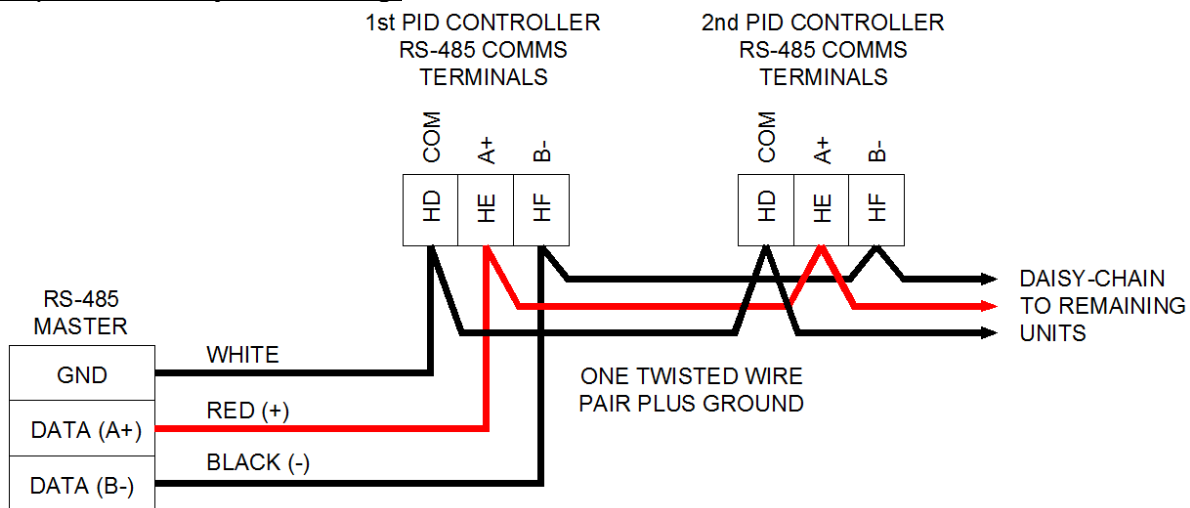 1st PID CONTROLLER
RS-485 COMMS
TERMINALS
2nd PID CONTROLLER
RS-485 COMMS
TERMINALS
COM
A+
B-
COM
A+
B-
HD
HE
HF
HD
HE
HF
DAISY-CHAIN
TO REMAINING
UNITS
RS-485
MASTER
GND
DATA (A+)
DATA (B-)
WHITE
RED (+)
BLACK (-)
ONE TWISTED WIRE
PAIR PLUS GROUND